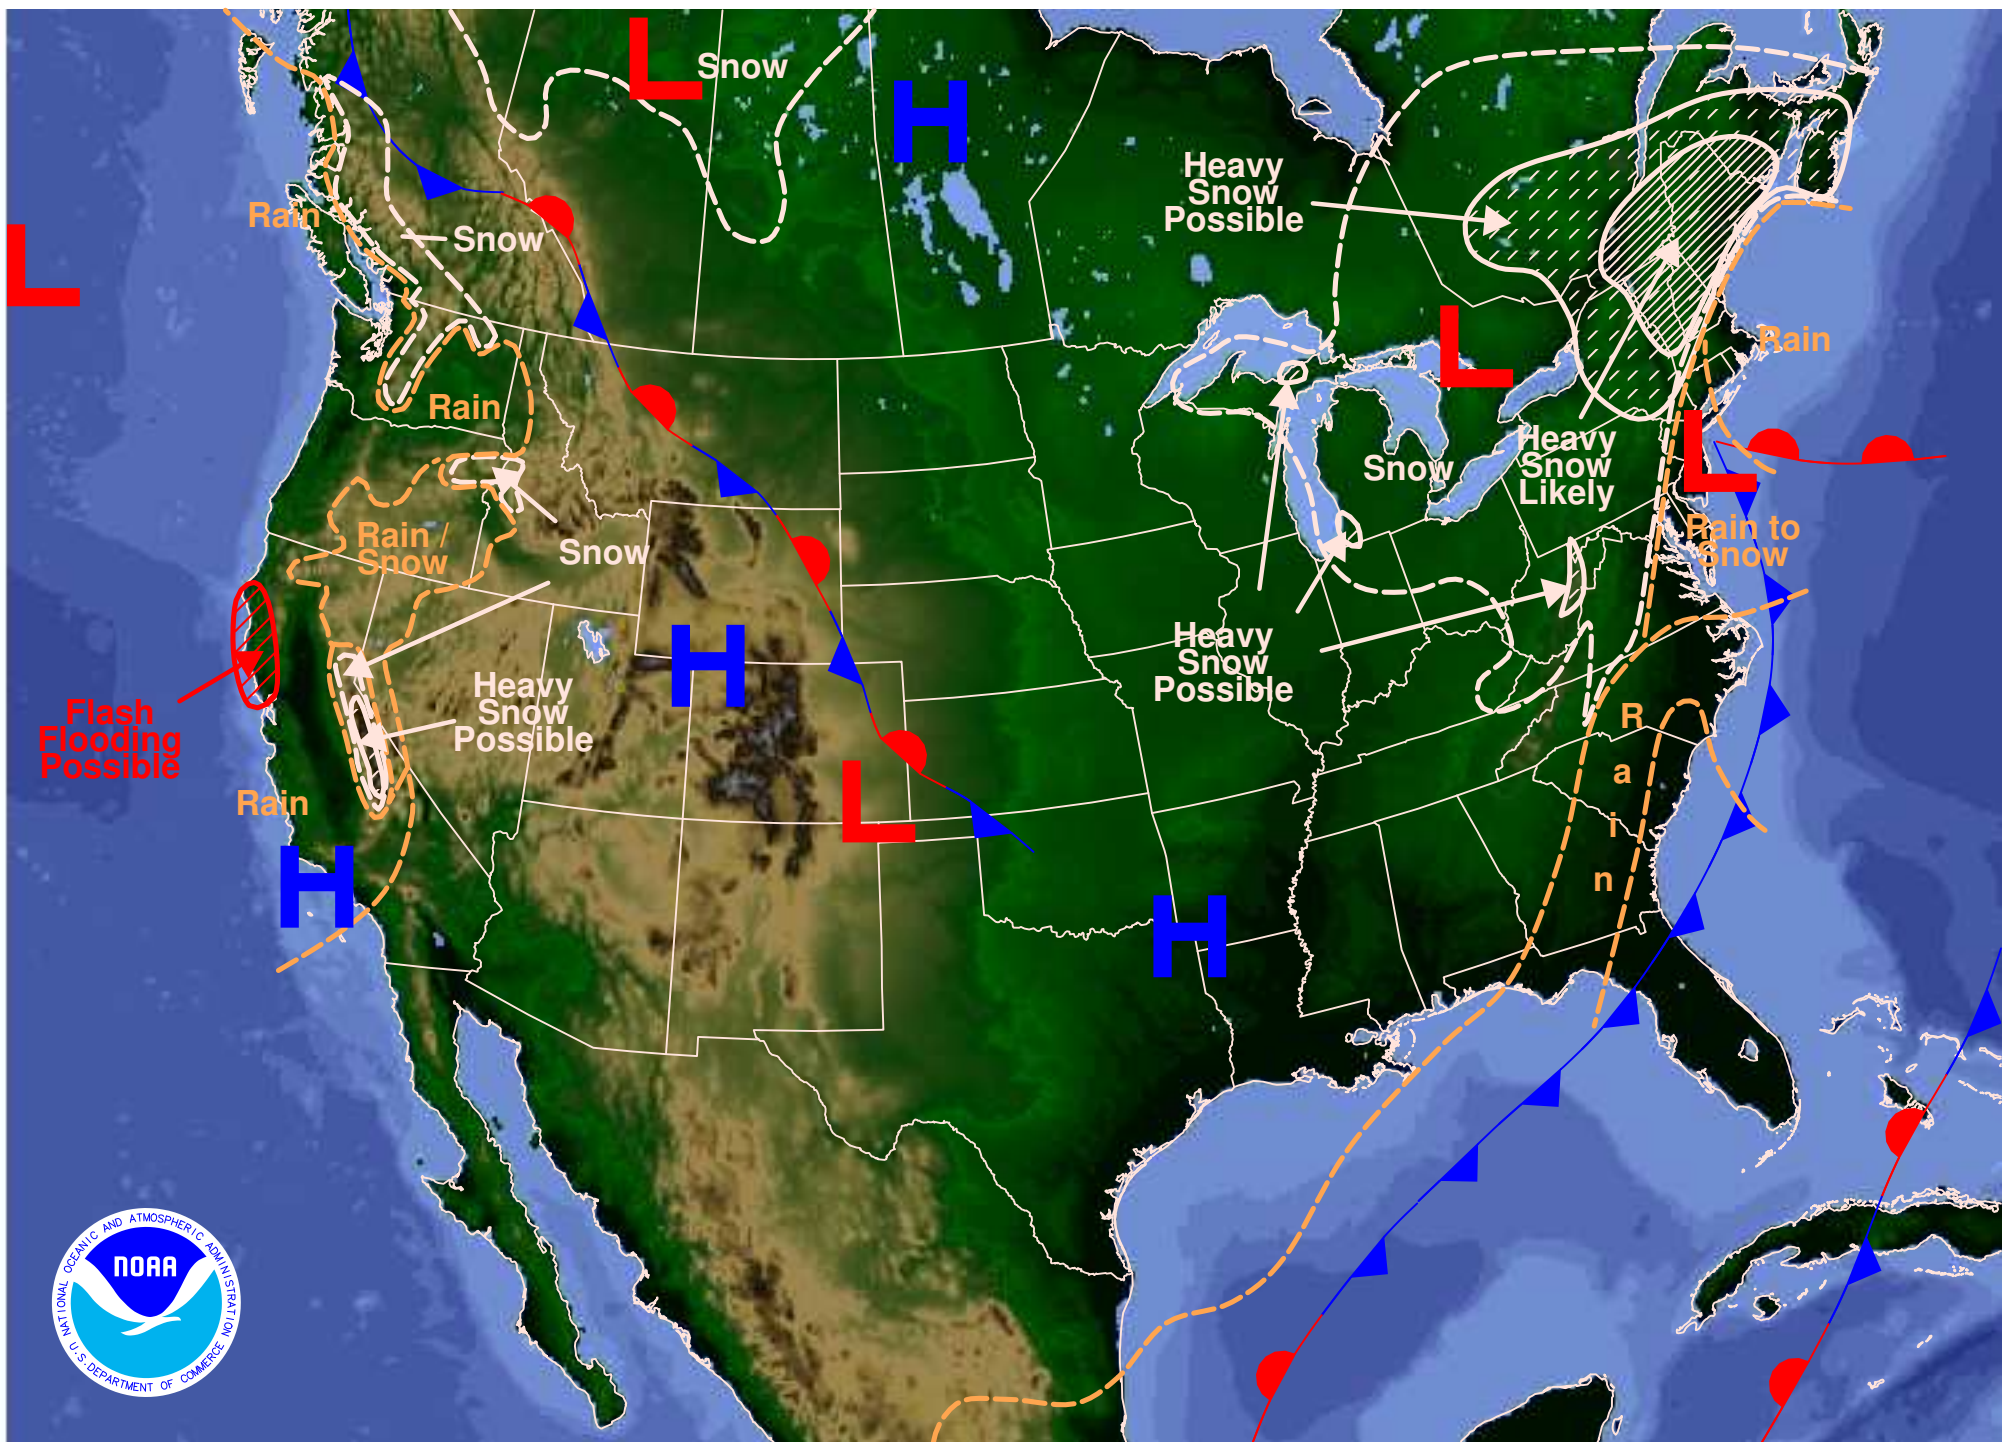 L
Snow
H
Heavy
Snow
Possible
Rain
Snow
L
L
Rain
Rain
Heavy
Snow
Likely
Snow
L
Rain to
Snow
Rain /
Snow
Snow
Heavy
Snow
Possible
H
Heavy
Snow
Possible
Flash
Flooding
Possible
Rain
R
a
i
n
L
H
H
NATIONAL OCEANIC AND ATMOSPHERIC ADMINISTRATION
NOAA
U.S. DEPARTMENT OF COMMERCE